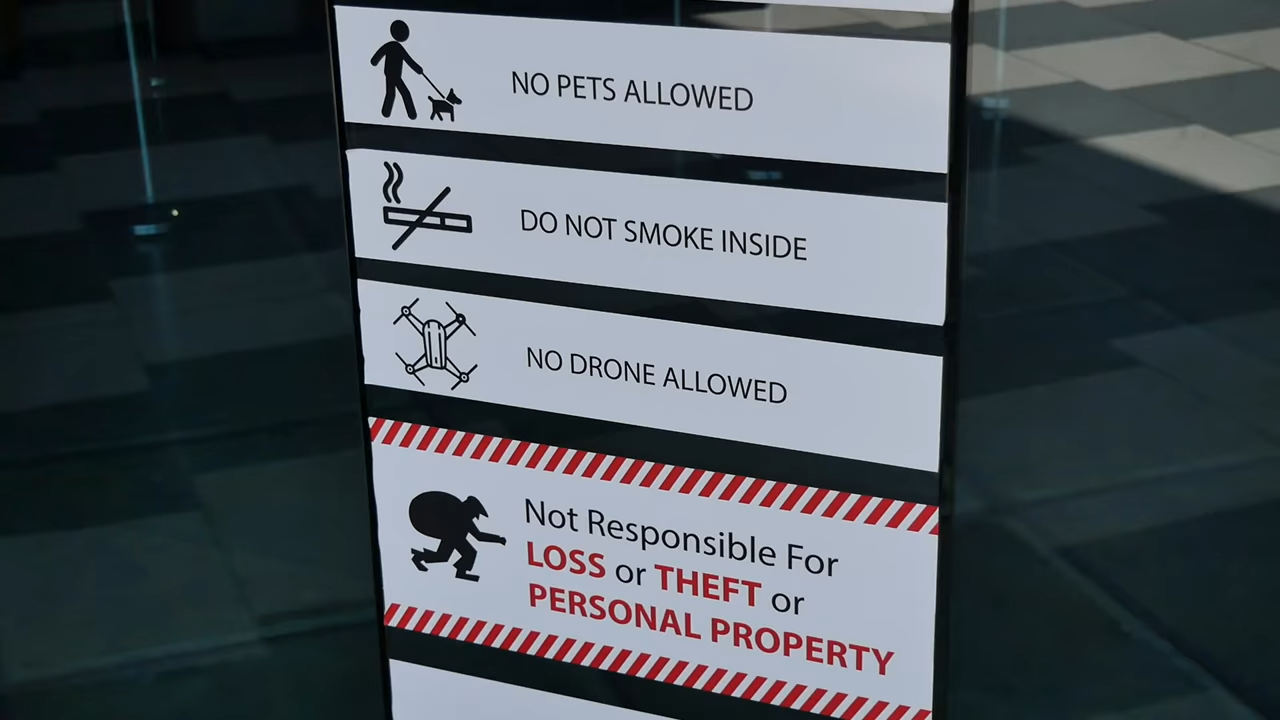 NO PETS ALLOWED
DO NOT SMOKE INSIDE
NO DRONE ALLOWED
Not Responsible For
LOSS or THEFT or
PERSONAL PROPERTY